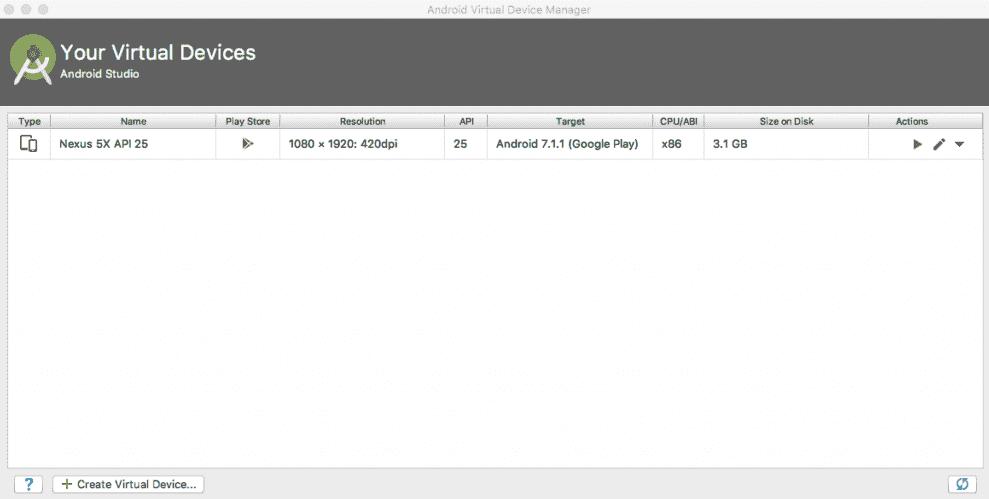 Android Virtual Device Manager
Your Virtual Devices
Android Studio
Type Name Play Store Resolution API Target CPU/ABI Size on Disk Actions
Nexus 5X API 25 1080 × 1920: 420dpi 25 Android 7.1.1 (Google Play) x86 3.1 GB
? + Create Virtual Device...